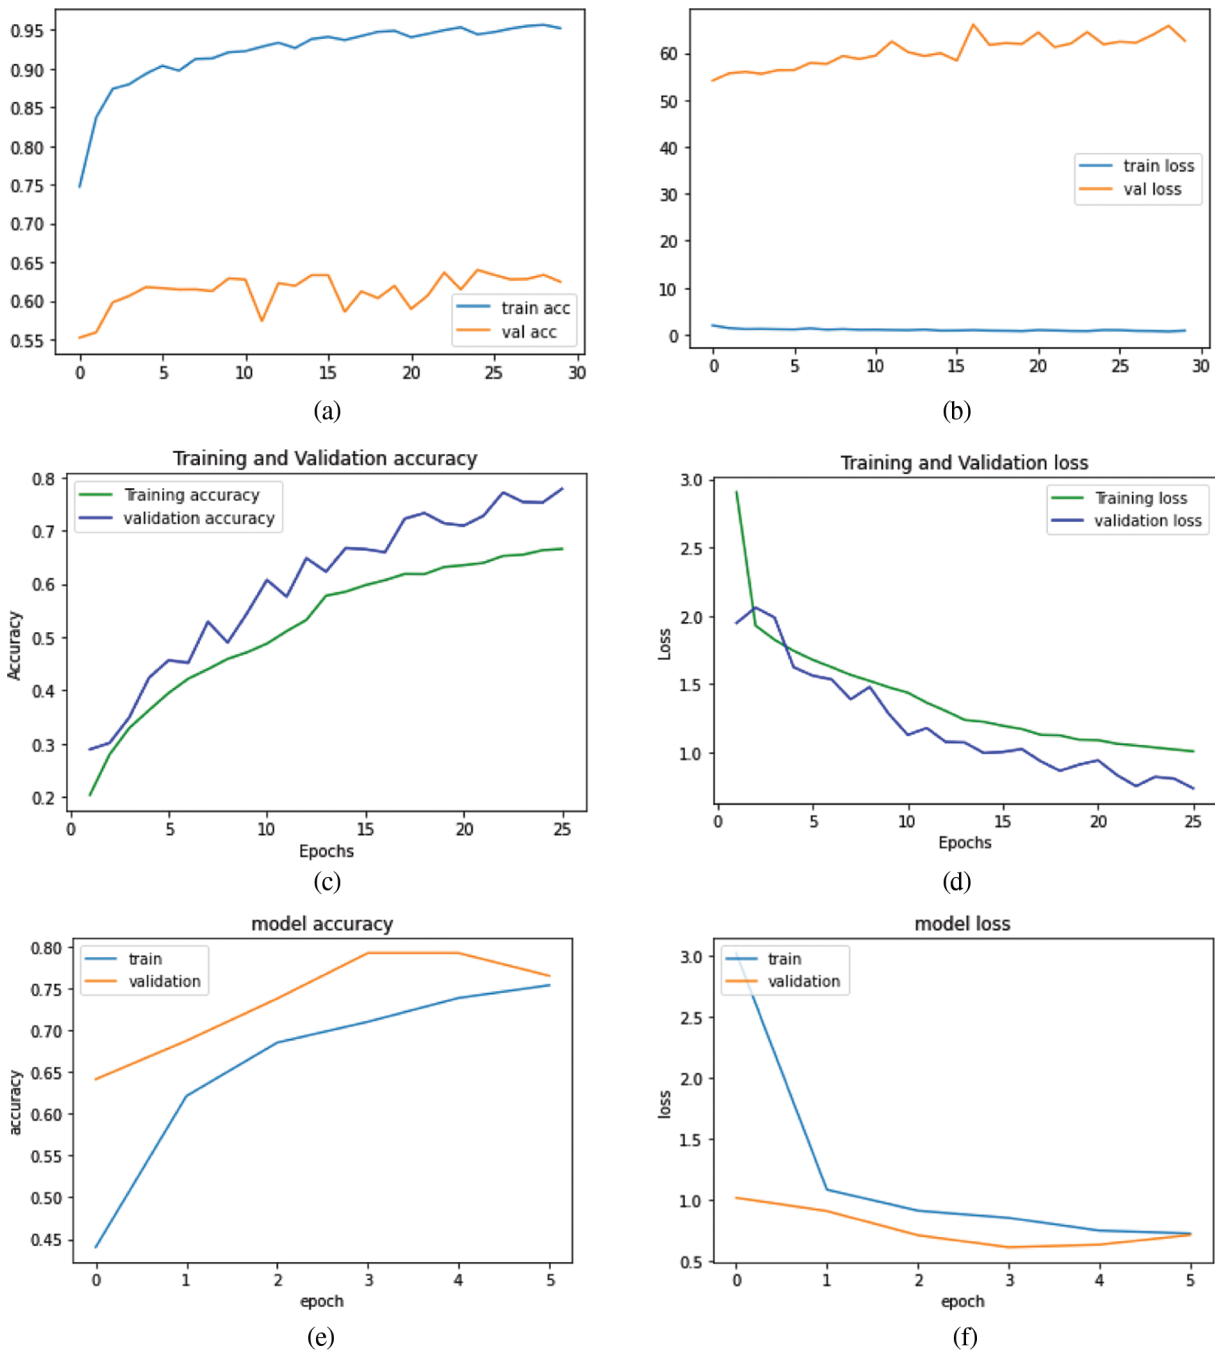 0.95
0.90
0.85
0.80
0.75
0.70
0.65
0.60
0.55
train acc
val acc
0 5 10 15 20 25 30
(a)
60
50
40
30
20
10
0
train loss
val loss
0 5 10 15 20 25 30
(b)
Training and Validation accuracy
0.8
0.7
0.6
0.5
0.4
0.3
0.2
Training accuracy
validation accuracy
Accuracy
0 5 10 15 20 25
Epochs
(c)
Training and Validation loss
3.0
2.5
2.0
1.5
1.0
Training loss
validation loss
Loss
0 5 10 15 20 25
Epochs
(d)
model accuracy
0.80
0.75
0.70
0.65
0.60
0.55
0.50
0.45
train
validation
accuracy
0 1 2 3 4 5
epoch
(e)
model loss
3.0
2.5
2.0
1.5
1.0
0.5
train
validation
loss
0 1 2 3 4 5
epoch
(f)